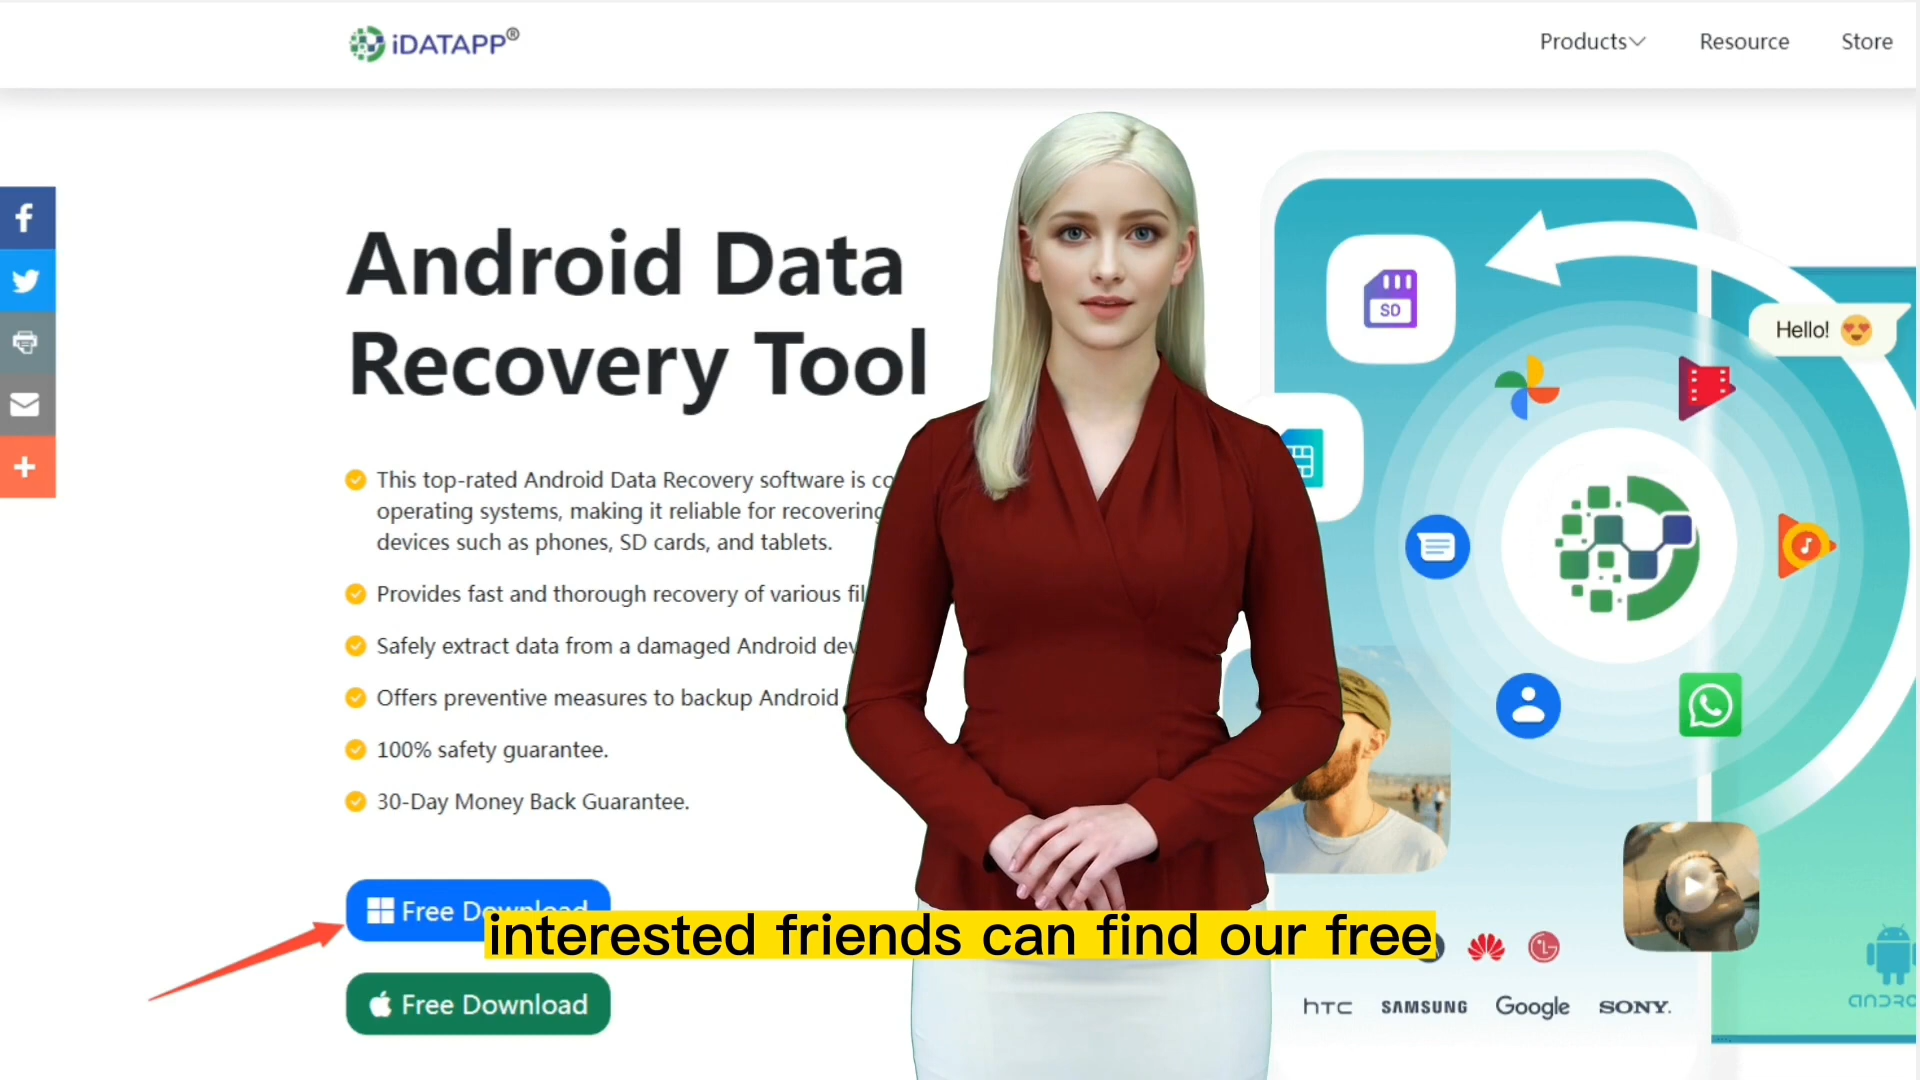 iDATAPP®
Products
Resource
Store
Android Data
Recovery Tool
This top-rated Android Data Recovery software is co
operating systems, making it reliable for recovering
devices such as phones, SD cards, and tablets.
Provides fast and thorough recovery of various fil
Safely extract data from a damaged Android dev
Offers preventive measures to backup Android
100% safety guarantee.
30-Day Money Back Guarantee.
Free Download
interested friends can find our free
Free Download
SD
Hello!
LG
hTC
SAMSUNG
Google
SONY.
ANDRO